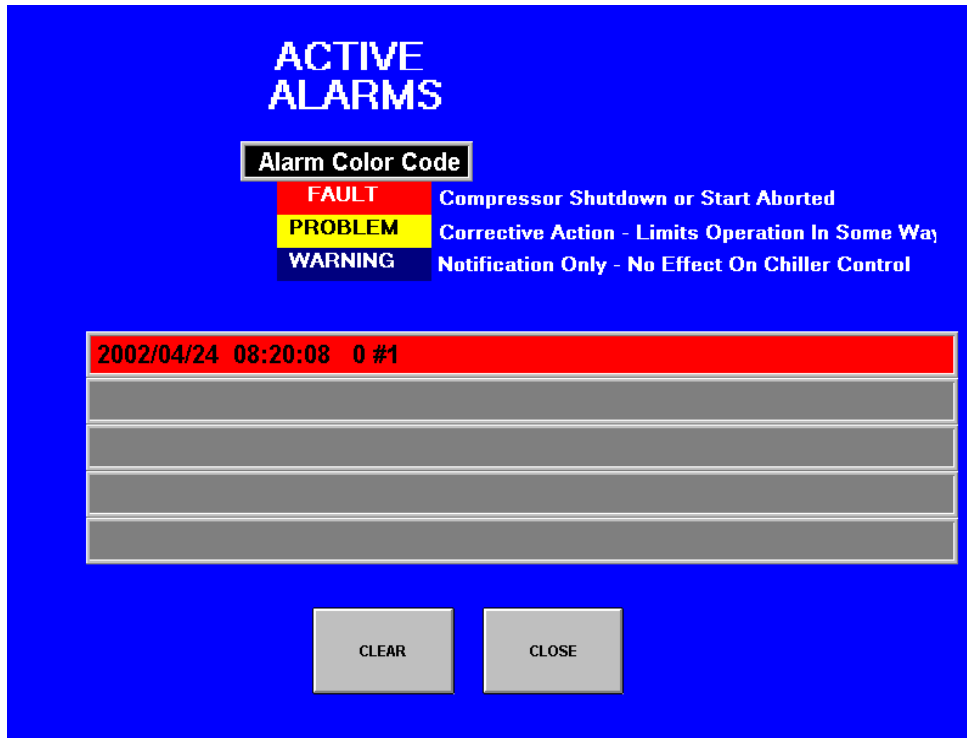 ACTIVE
ALARMS
Alarm Color Code
FAULT Compressor Shutdown or Start Aborted
PROBLEM Corrective Action - Limits Operation In Some Way
WARNING Notification Only - No Effect On Chiller Control
2002/04/24 08:20:08 0 #1
CLEAR CLOSE